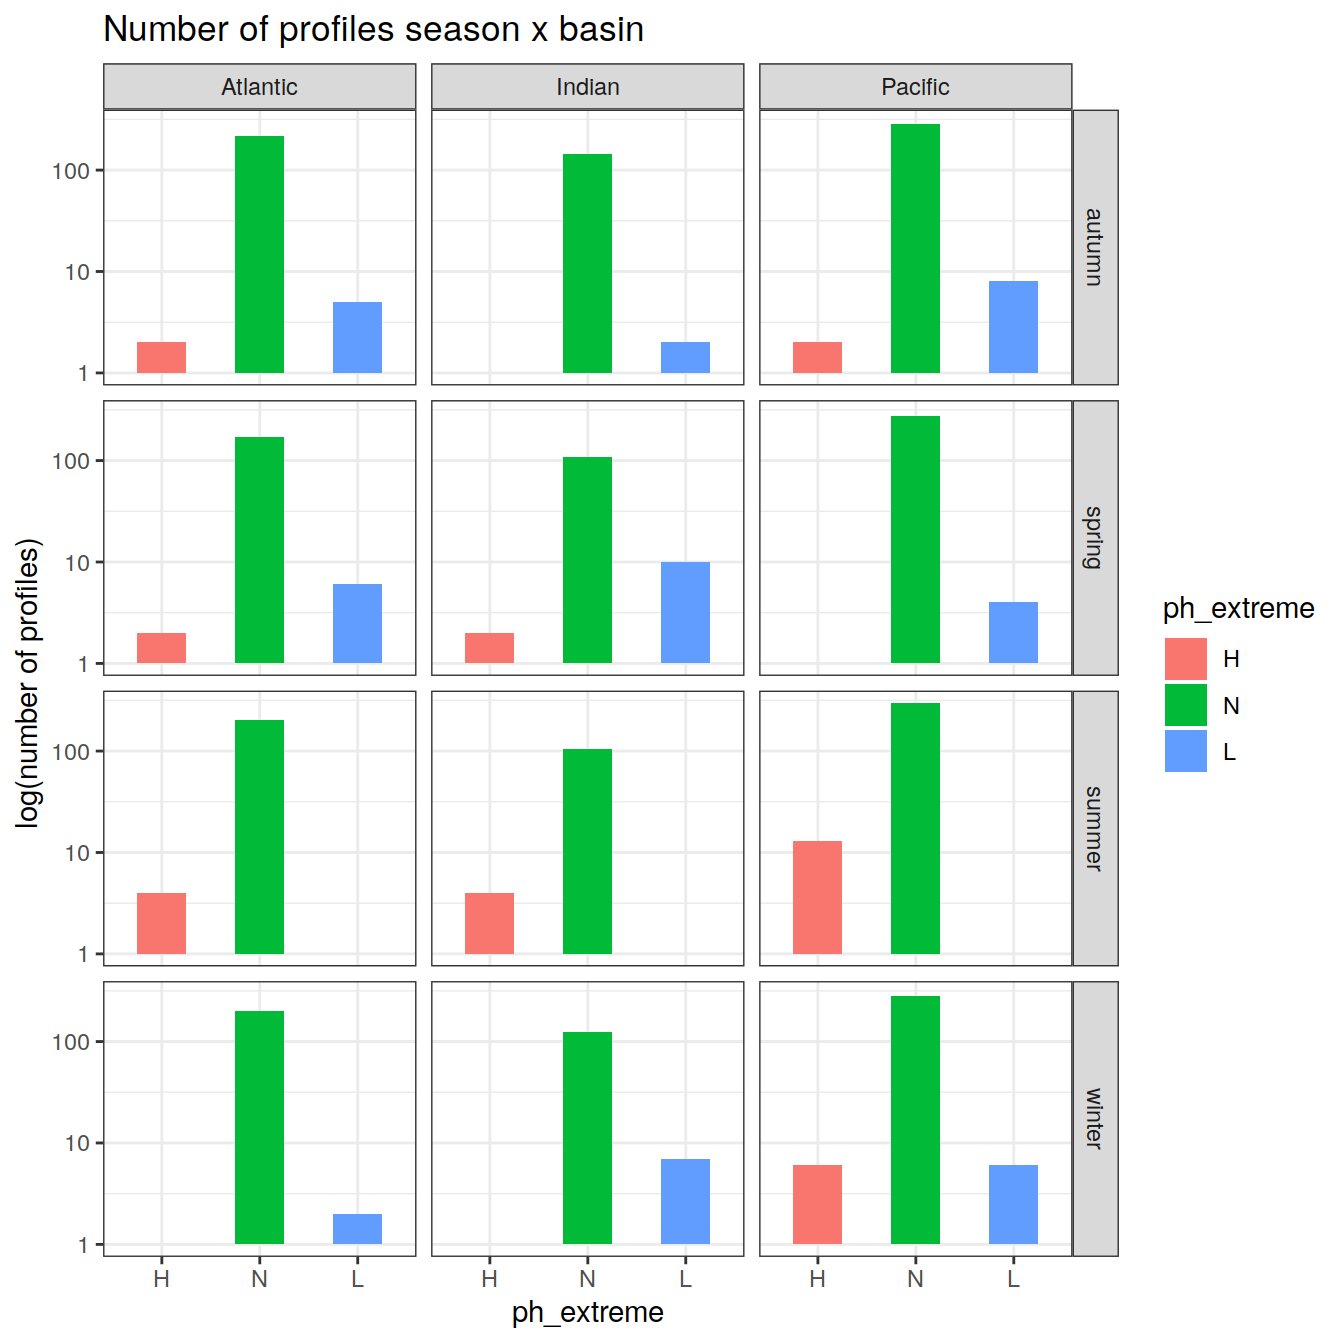 Number of profiles season x basin
Atlantic
Indian
Pacific
100
10
1
autumn
100
10
1
spring
100
10
1
summer
100
10
1
winter
log(number of profiles)
H
N
L
H
N
L
H
N
L
ph_extreme
ph_extreme
H
N
L